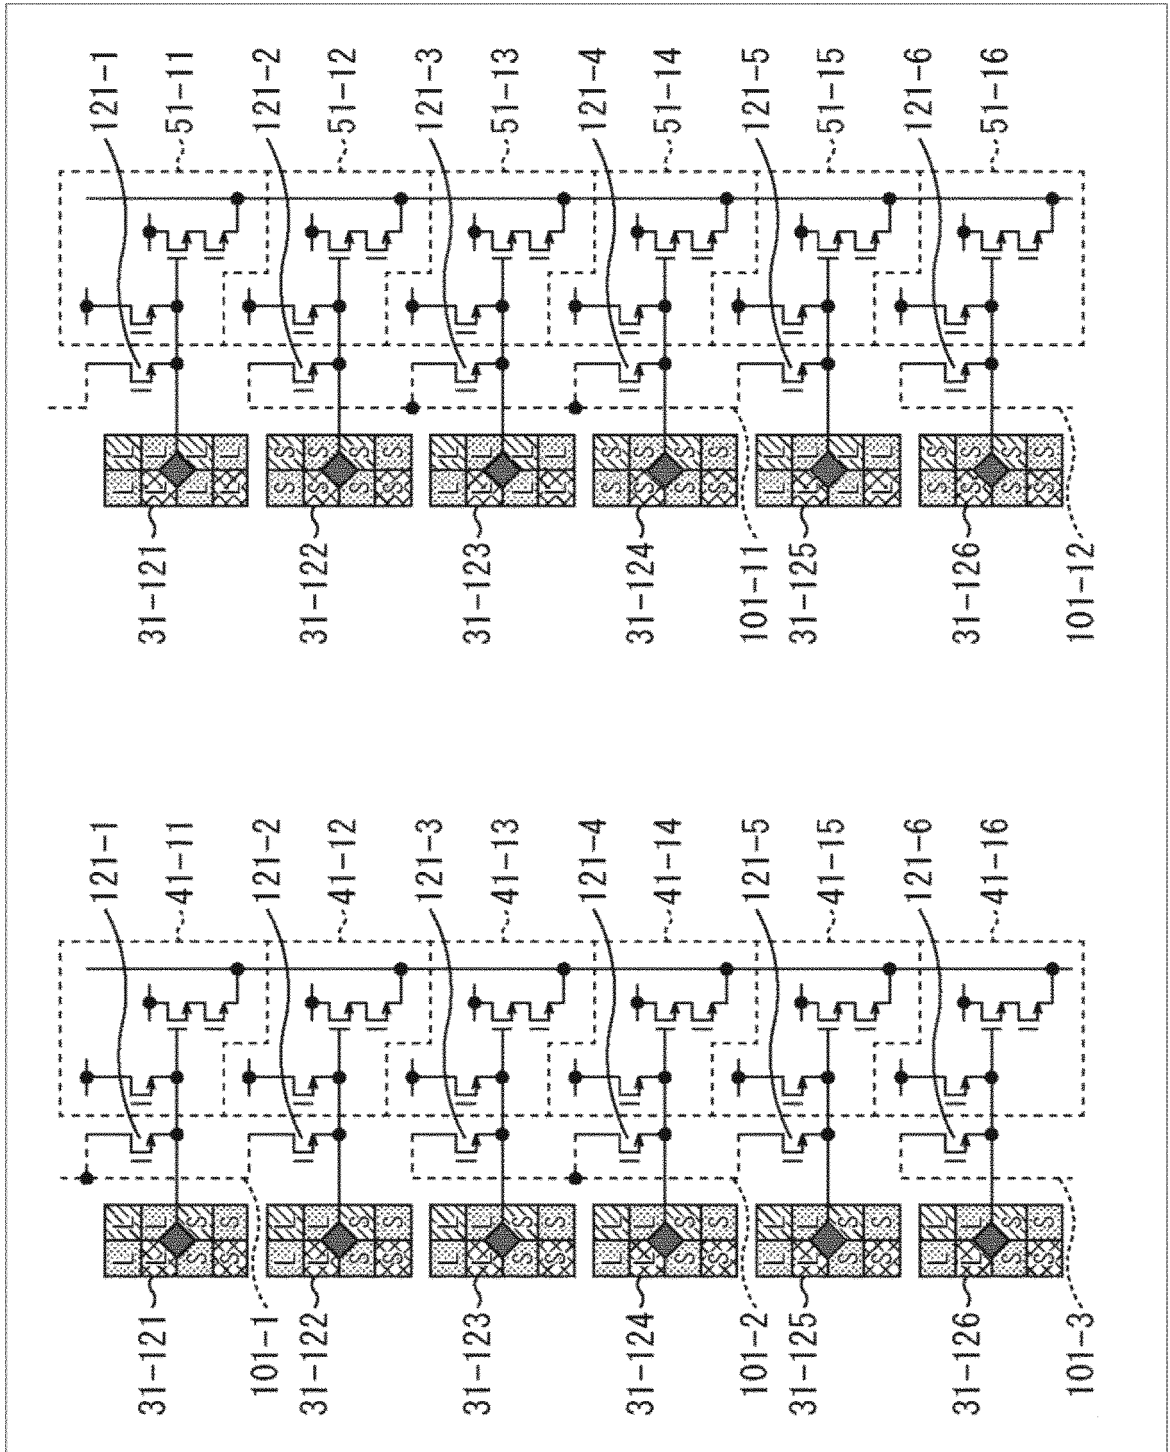 121-1
51-11
121-2
51-12
121-3
51-13
121-4
51-14
121-5
51-15
121-6
51-16
L L
L L
L L
L L
S S
S S
S S
S S
L L
L L
L L
L L
S S
S S
S S
S S
L L
L L
L L
L L
S S
S S
S S
S S
31-121
31-122
31-123
31-124
101-11
31-125
31-126
101-12
121-1
41-11
121-2
41-12
121-3
41-13
121-4
41-14
121-5
41-15
121-6
41-16
L L
L L
S S
S S
L L
L L
S S
S S
L L
L L
S S
S S
L L
L L
S S
S S
L L
L L
S S
S S
L L
L L
S S
S S
31-121
101-1
31-122
31-123
31-124
101-2
31-125
31-126
101-3